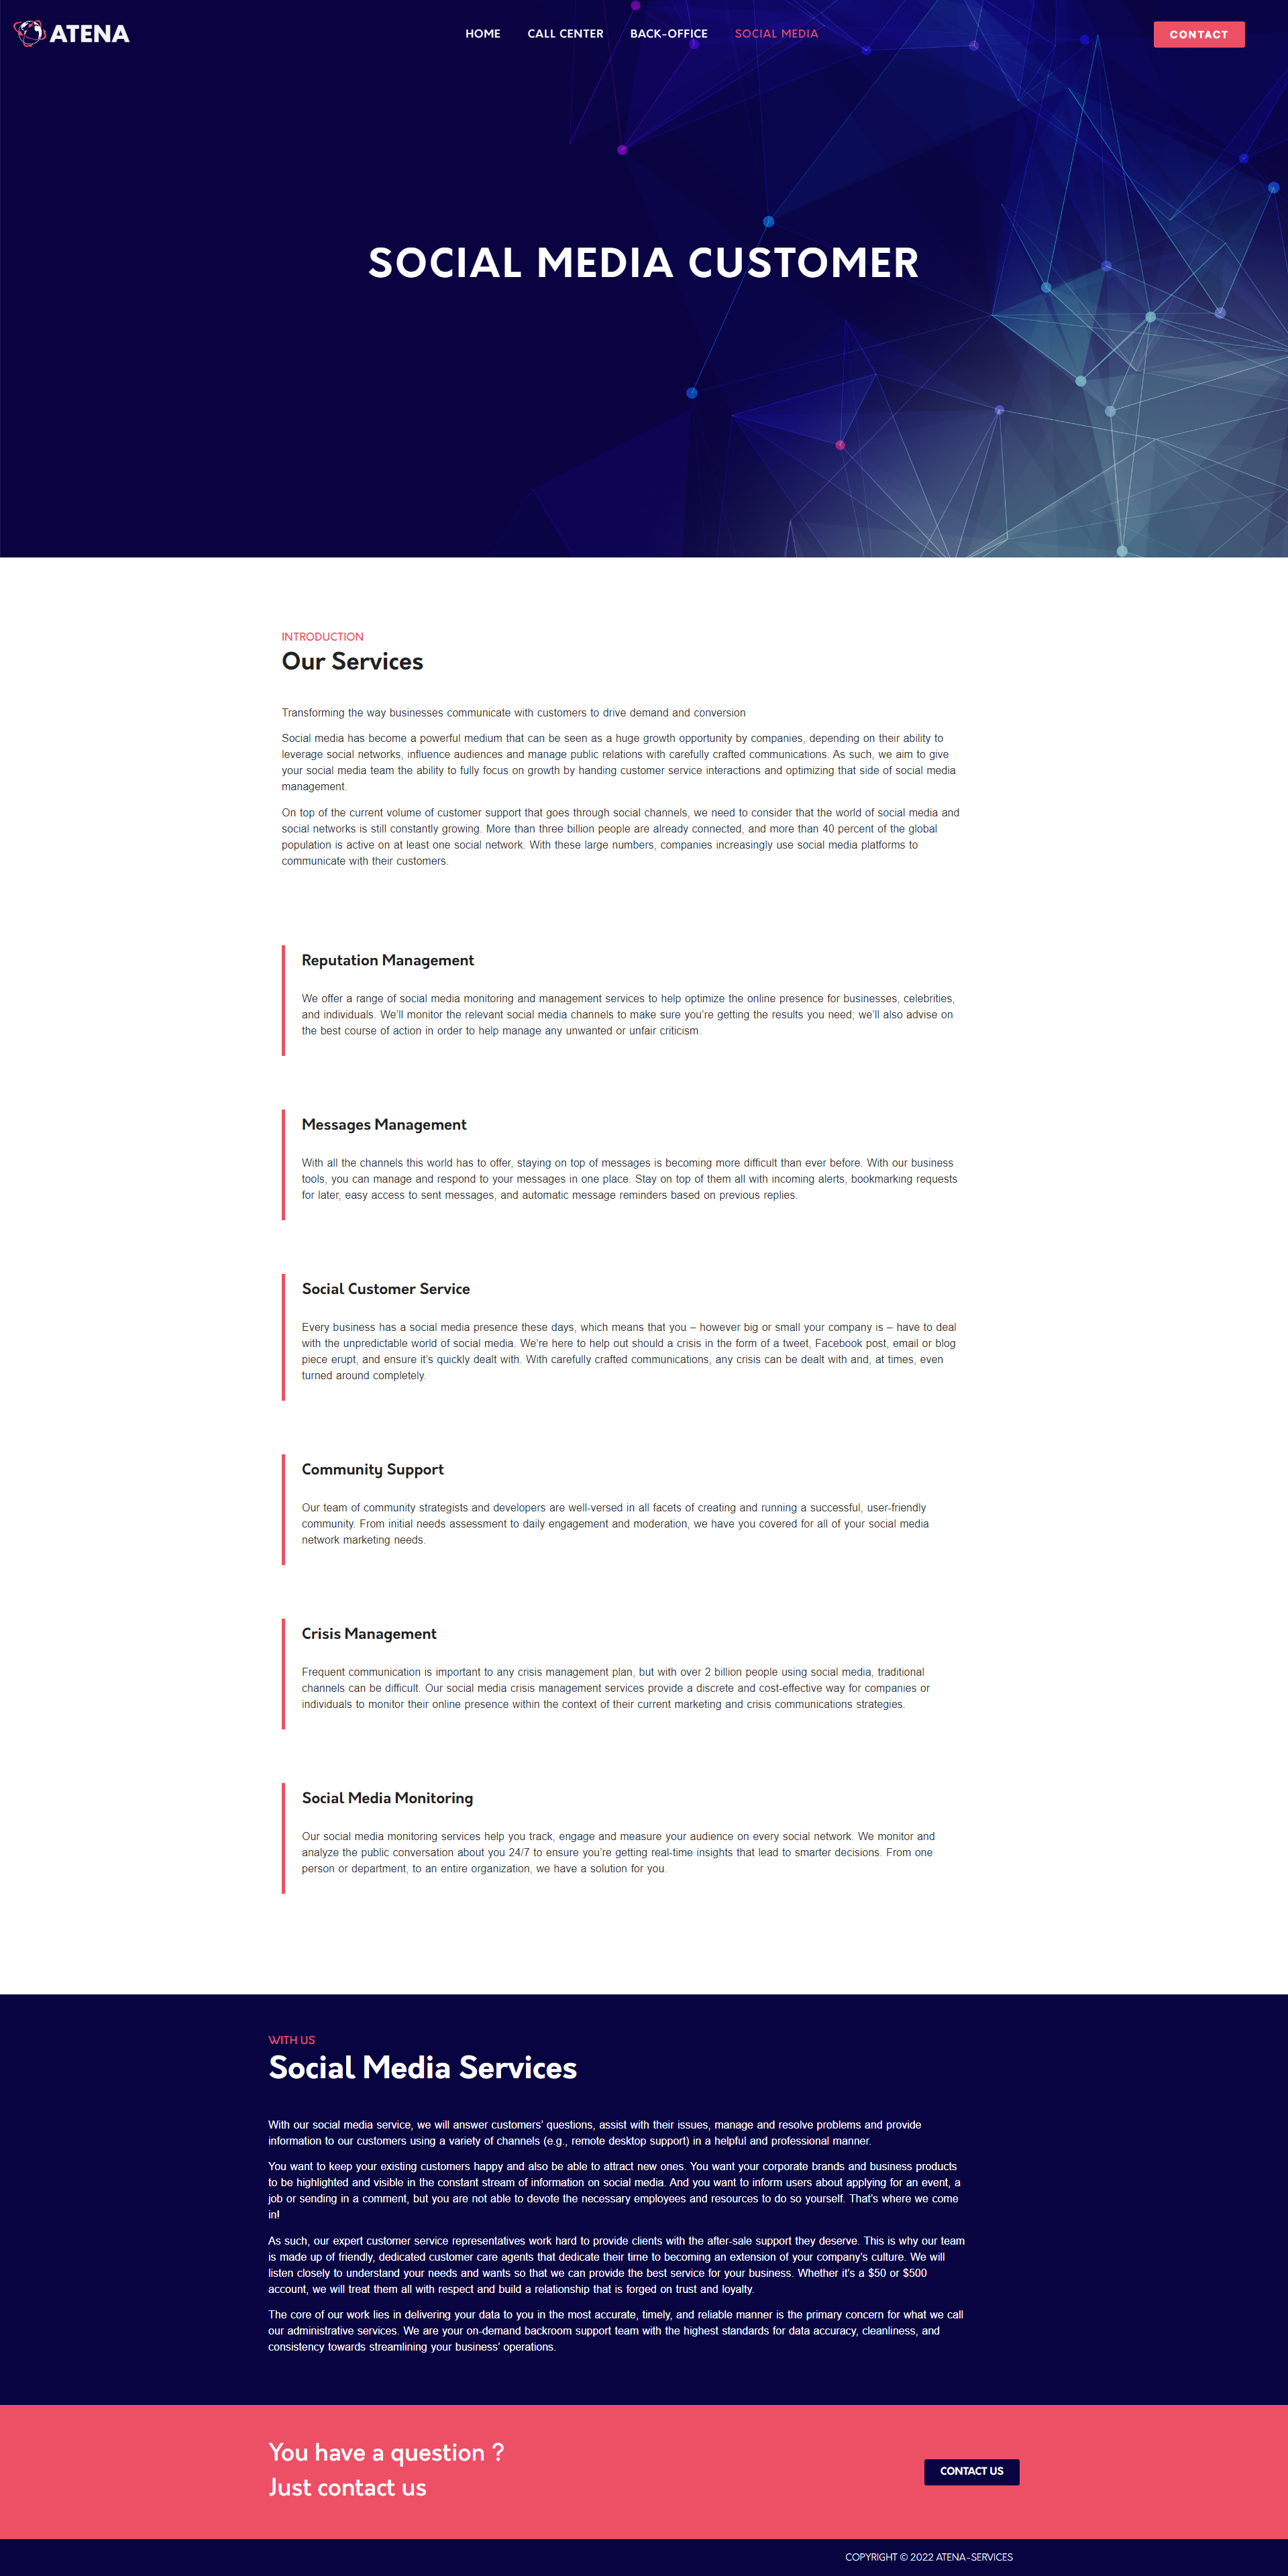 ATENA
HOME CALL CENTER BACK-OFFICE SOCIAL MEDIA
CONTACT
SOCIAL MEDIA CUSTOMER
INTRODUCTION
Our Services
Transforming the way businesses communicate with customers to drive demand and conversion
Social media has become a powerful medium that can be seen as a huge growth opportunity by companies, depending on their ability to
leverage social networks, influence audiences and manage public relations with carefully crafted communications. As such, we aim to give
your social media team the ability to fully focus on growth by handing customer service interactions and optimizing that side of social media
management.
On top of the current volume of customer support that goes through social channels, we need to consider that the world of social media and
social networks is still constantly growing. More than three billion people are already connected, and more than 40 percent of the global
population is active on at least one social network. With these large numbers, companies increasingly use social media platforms to
communicate with their customers.
Reputation Management
We offer a range of social media monitoring and management services to help optimize the online presence for businesses, celebrities,
and individuals. We’ll monitor the relevant social media channels to make sure you’re getting the results you need; we’ll also advise on
the best course of action in order to help manage any unwanted or unfair criticism.
Messages Management
With all the channels this world has to offer, staying on top of messages is becoming more difficult than ever before. With our business
tools, you can manage and respond to your messages in one place. Stay on top of them all with incoming alerts, bookmarking requests
for later, easy access to sent messages, and automatic message reminders based on previous replies.
Social Customer Service
Every business has a social media presence these days, which means that you – however big or small your company is – have to deal
with the unpredictable world of social media. We’re here to help out should a crisis in the form of a tweet, Facebook post, email or blog
piece erupt, and ensure it’s quickly dealt with. With carefully crafted communications, any crisis can be dealt with and, at times, even
turned around completely.
Community Support
Our team of community strategists and developers are well-versed in all facets of creating and running a successful, user-friendly
community. From initial needs assessment to daily engagement and moderation, we have you covered for all of your social media
network marketing needs.
Crisis Management
Frequent communication is important to any crisis management plan, but with over 2 billion people using social media, traditional
channels can be difficult. Our social media crisis management services provide a discrete and cost-effective way for companies or
individuals to monitor their online presence within the context of their current marketing and crisis communications strategies.
Social Media Monitoring
Our social media monitoring services help you track, engage and measure your audience on every social network. We monitor and
analyze the public conversation about you 24/7 to ensure you’re getting real-time insights that lead to smarter decisions. From one
person or department, to an entire organization, we have a solution for you.
WITH US
Social Media Services
With our social media service, we will answer customers’ questions, assist with their issues, manage and resolve problems and provide
information to our customers using a variety of channels (e.g., remote desktop support) in a helpful and professional manner.
You want to keep your existing customers happy and also be able to attract new ones. You want your corporate brands and business products
to be highlighted and visible in the constant stream of information on social media. And you want to inform users about applying for an event, a
job or sending in a comment, but you are not able to devote the necessary employees and resources to do so yourself. That's where we come
in!
As such, our expert customer service representatives work hard to provide clients with the after-sale support they deserve. This is why our team
is made up of friendly, dedicated customer care agents that dedicate their time to becoming an extension of your company’s culture. We will
listen closely to understand your needs and wants so that we can provide the best service for your business. Whether it’s a $50 or $500
account, we will treat them all with respect and build a relationship that is forged on trust and loyalty.
The core of our work lies in delivering your data to you in the most accurate, timely, and reliable manner is the primary concern for what we call
our administrative services. We are your on-demand backroom support team with the highest standards for data accuracy, cleanliness, and
consistency towards streamlining your business’ operations.
You have a question ?
Just contact us
CONTACT US
COPYRIGHT © 2022 ATENA-SERVICES